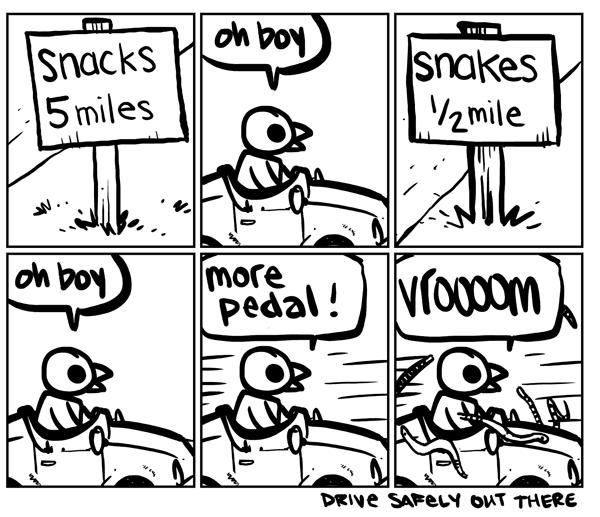 snacks
5 miles
oh boy
snakes
1/2 mile
oh boy
more
pedal!
vroooom
DRIVE SAFELY OUT THERE